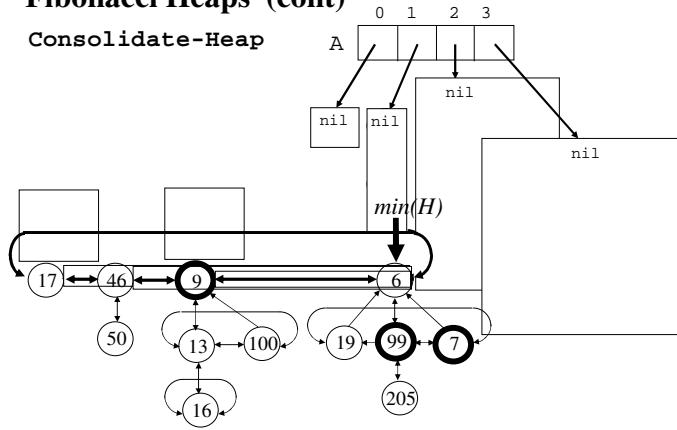 Fibonacci Heaps (cont)
0 1 2 3
Consolidate-Heap
A
nil
nil nil
nil
min(H)
17 46 9 6
50 13 100 19 99 7
16 205